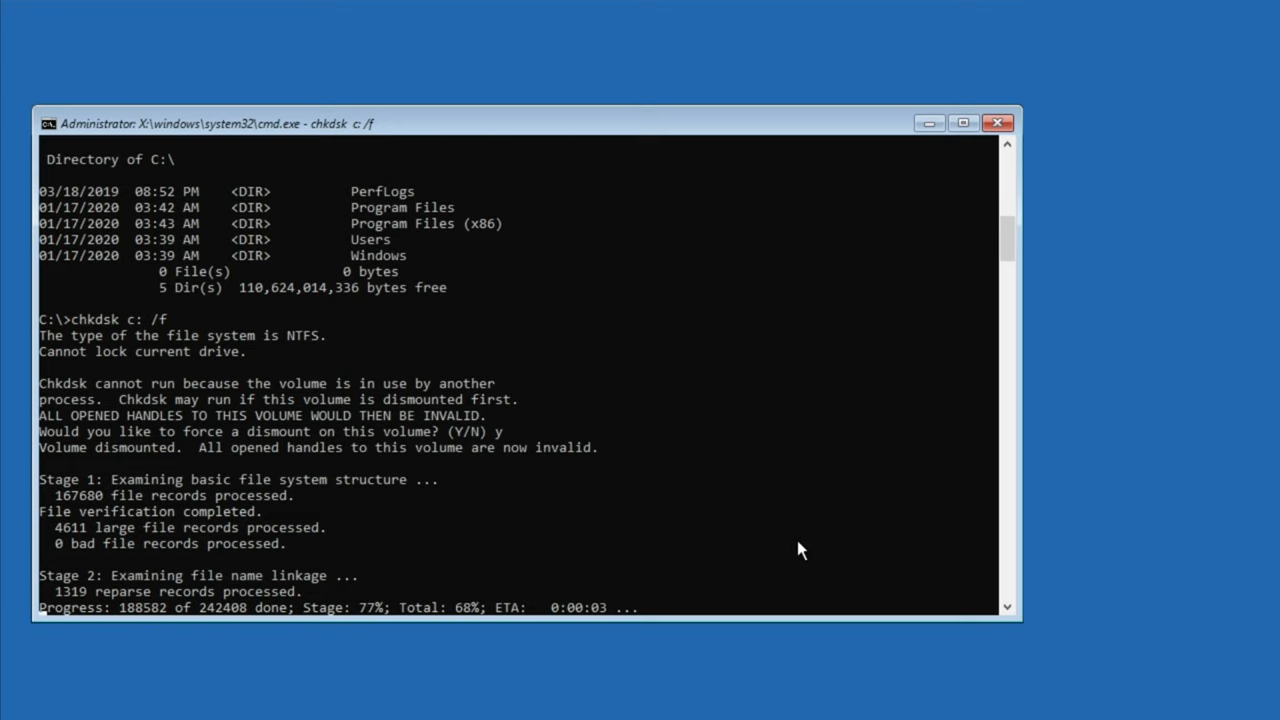 Administrator: X:\windows\system32\cmd.exe - chkdsk c: /f
Directory of C:\
03/18/2019 08:52 PM <DIR> PerfLogs
01/17/2020 03:42 AM <DIR> Program Files
01/17/2020 03:43 AM <DIR> Program Files (x86)
01/17/2020 03:39 AM <DIR> Users
01/17/2020 03:39 AM <DIR> Windows
0 File(s) 0 bytes
5 Dir(s) 110,624,014,336 bytes free
C:\>chkdsk c: /f
The type of the file system is NTFS.
Cannot lock current drive.
Chkdsk cannot run because the volume is in use by another
process. Chkdsk may run if this volume is dismounted first.
ALL OPENED HANDLES TO THIS VOLUME WOULD THEN BE INVALID.
Would you like to force a dismount on this volume? (Y/N) y
Volume dismounted. All opened handles to this volume are now invalid.
Stage 1: Examining basic file system structure ...
167680 file records processed.
File verification completed.
4611 large file records processed.
0 bad file records processed.
Stage 2: Examining file name linkage ...
1319 reparse records processed.
Progress: 188582 of 242408 done; Stage: 77%; Total: 68%; ETA: 0:00:03 ...